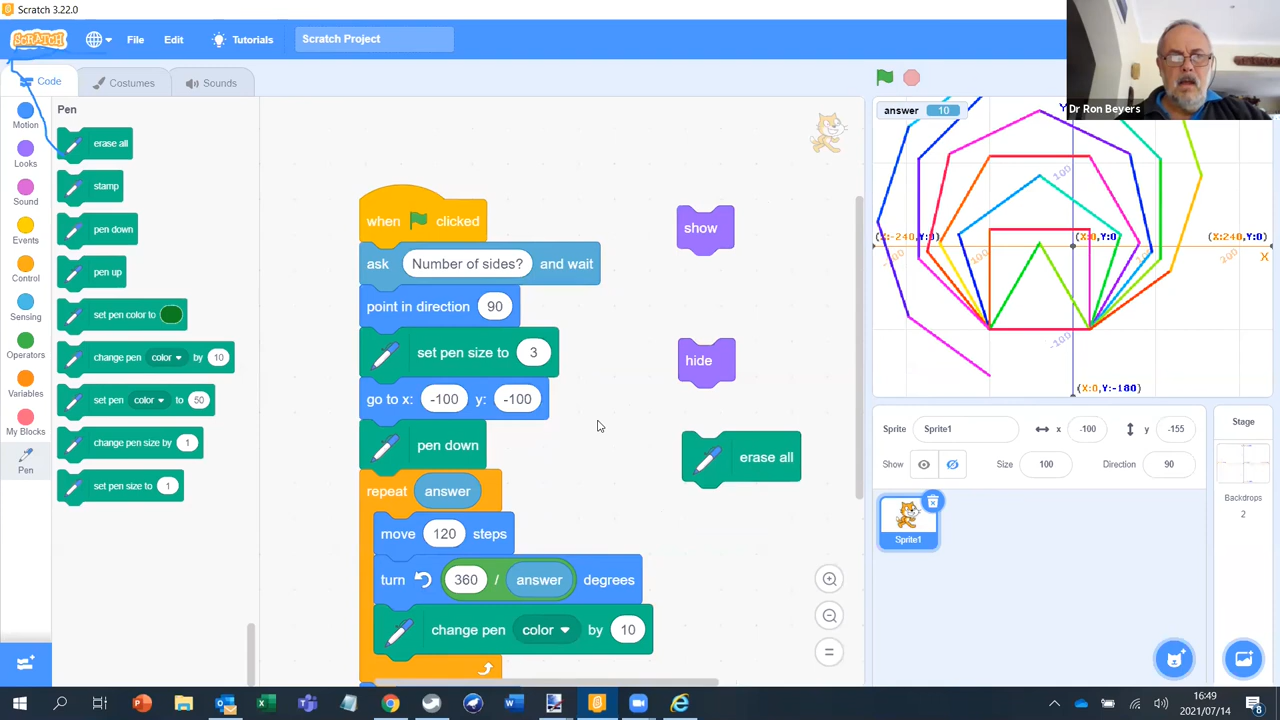 Scratch 3.22.0
SCRATCH
File
Edit
Tutorials
Scratch Project
Code
Costumes
Sounds
Dr Ron Beyers
Motion
Looks
Sound
Events
Control
Sensing
Operators
Variables
My Blocks
Pen
Pen
erase all
stamp
pen down
pen up
set pen color to
change pen color by 10
set pen color to 50
change pen size by 1
set pen size to 1
when clicked
ask Number of sides? and wait
point in direction 90
set pen size to 3
go to x: -100 y: -100
pen down
repeat answer
move 120 steps
turn 360 / answer degrees
change pen color by 10
show
hide
erase all
answer 10
Y
100
(X:-240,Y:0)
(X:0,Y:0)
(X:240,Y:0)
-100
100
X
-100
(X:0,Y:-180)
Sprite Sprite1 x -100 y -155
Show Size 100 Direction 90
Sprite1
Stage
Backdrops
2
16:49
2021/07/14
8